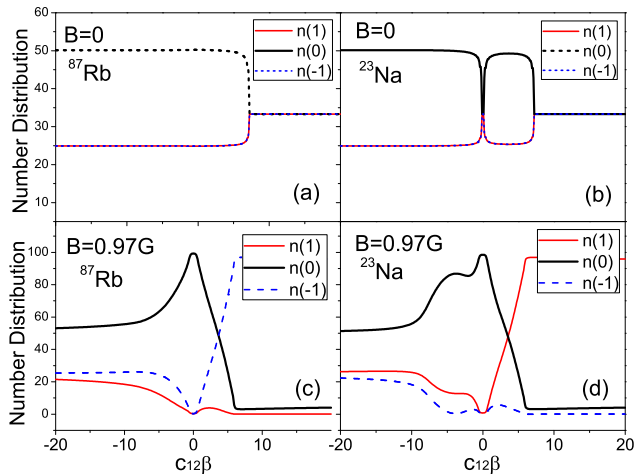 B=0
87Rb
n(1)
n(0)
n(-1)
(a)
B=0
23Na
n(1)
n(0)
n(-1)
(b)
Number Distribution
60
50
40
30
20
10
B=0.97G
87Rb
n(1)
n(0)
n(-1)
(c)
B=0.97G
23Na
n(1)
n(0)
n(-1)
(d)
Number Distribution
100
80
60
40
20
0
-20
-10
0
10
20
-20
-10
0
10
20
c12β
c12β